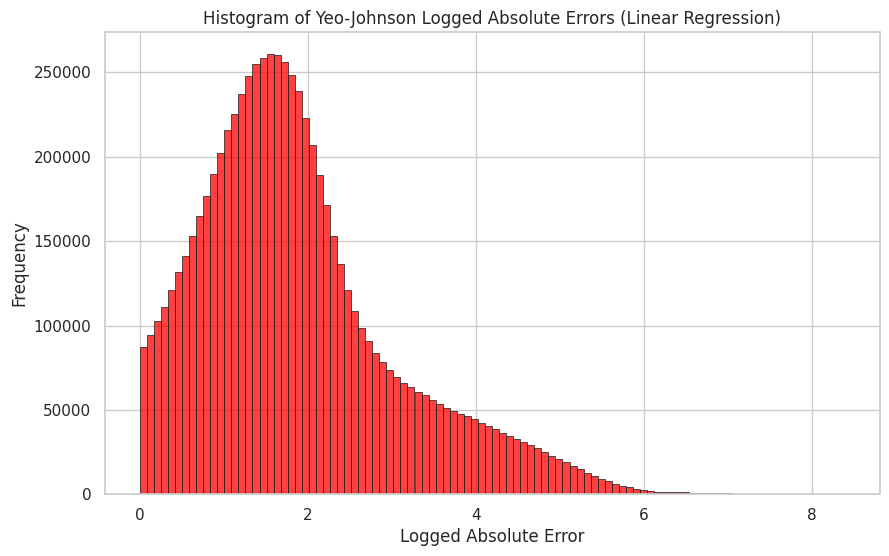 Histogram of Yeo-Johnson Logged Absolute Errors (Linear Regression)
250000
200000
150000
100000
50000
0
Frequency
0 2 4 6 8
Logged Absolute Error